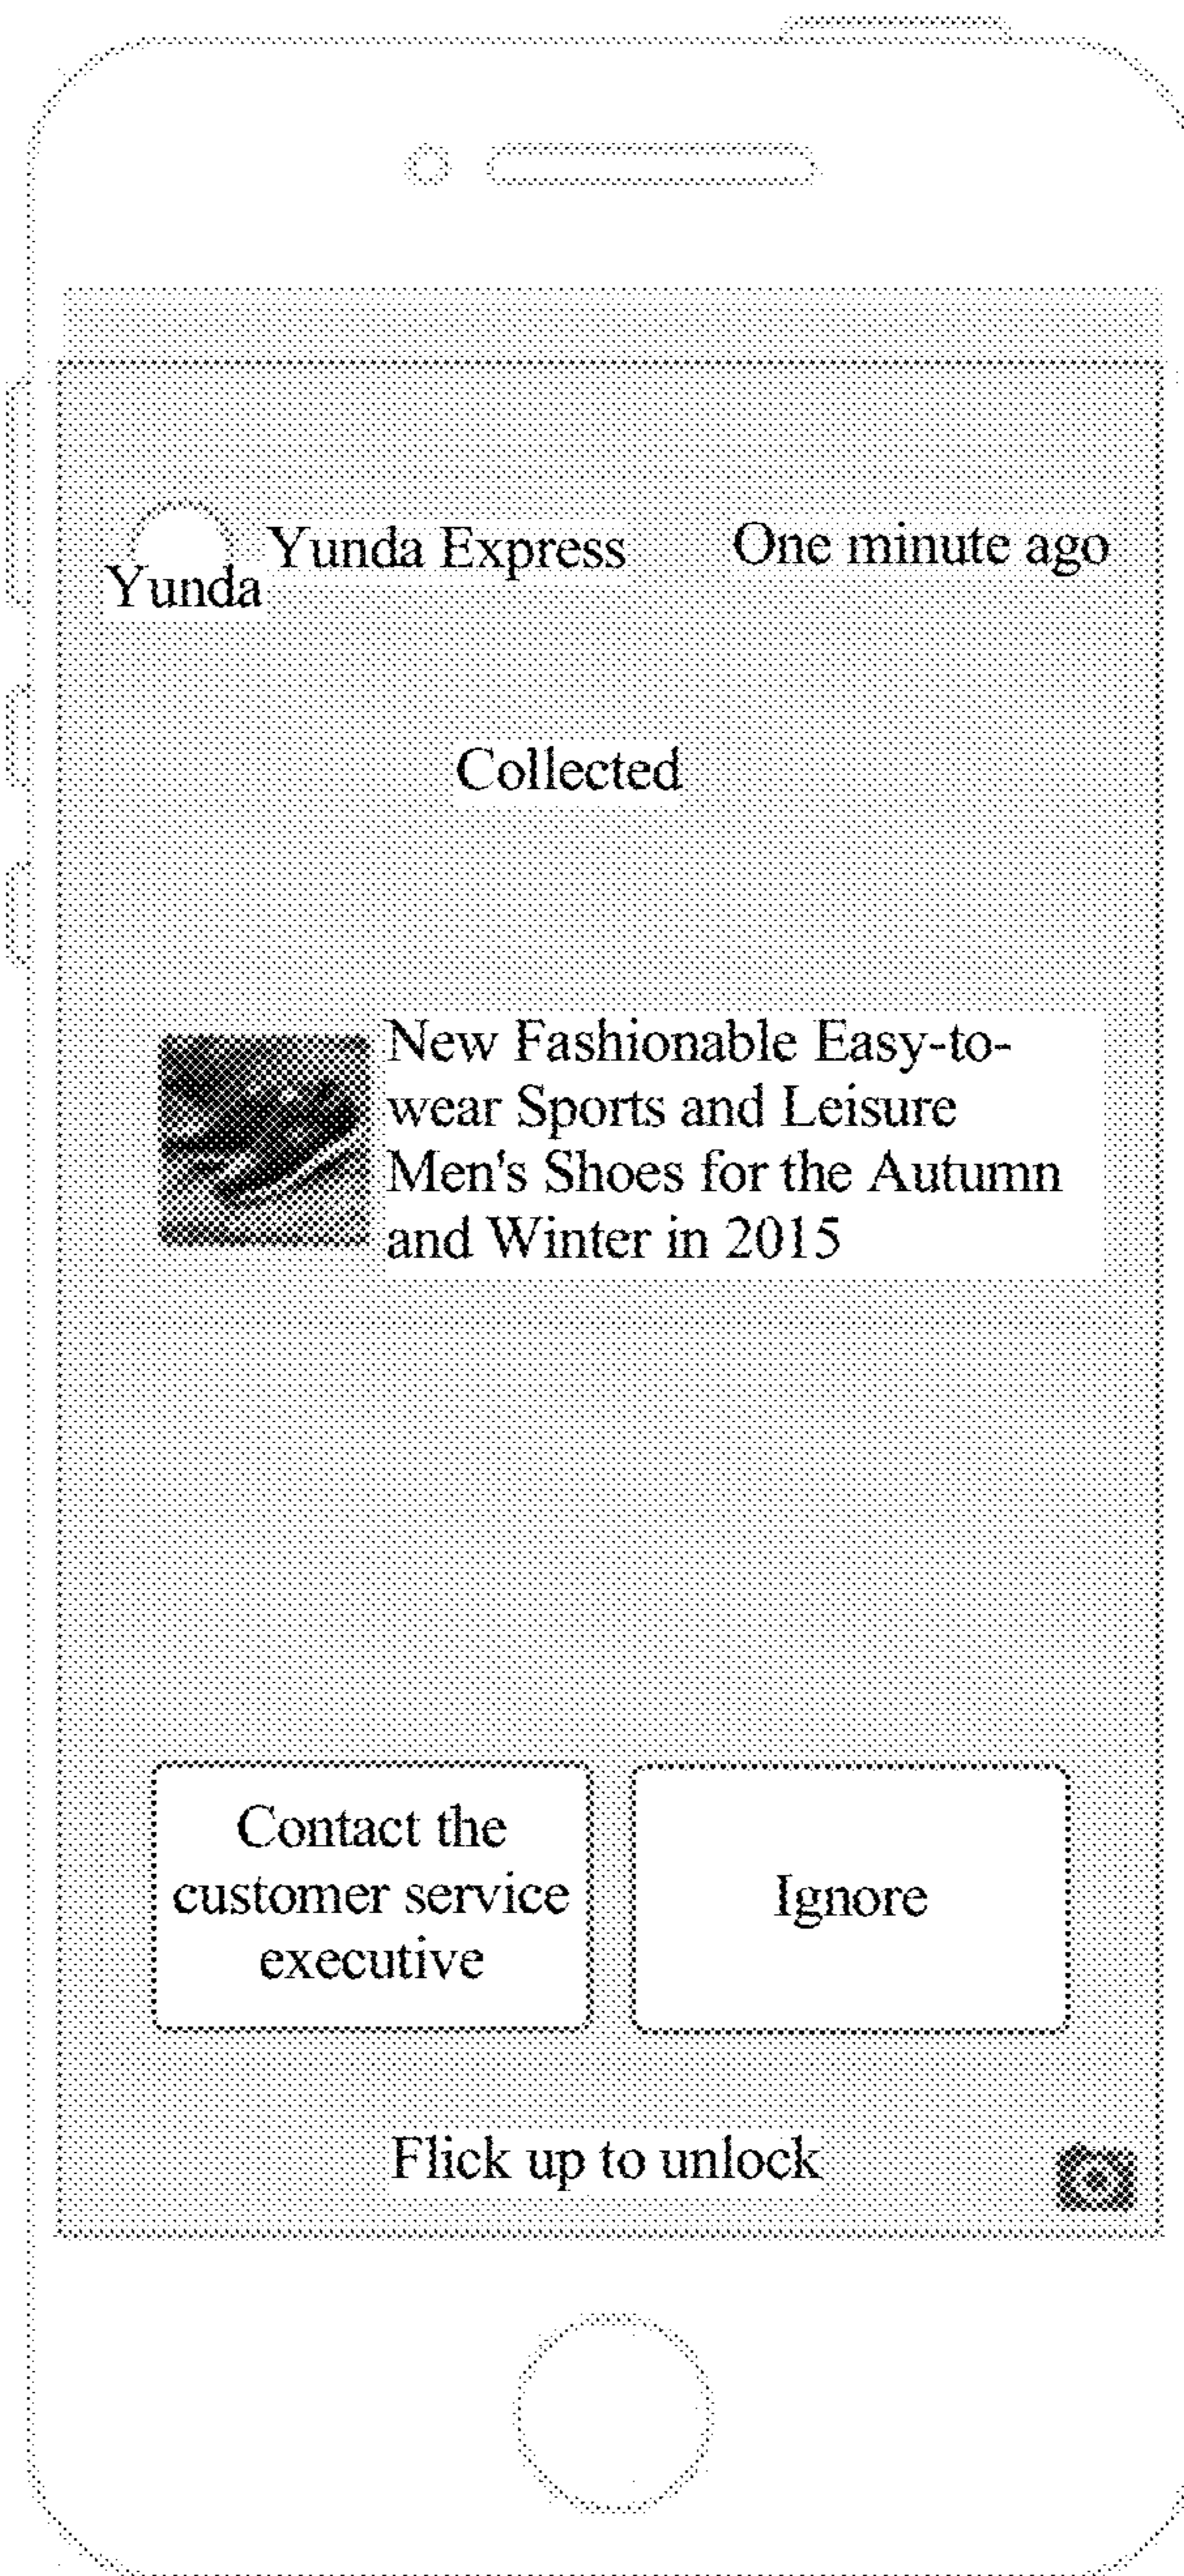 Yunda Express
One minute ago
Yunda
Collected
New Fashionable Easy-to-
wear Sports and Leisure
Men's Shoes for the Autumn
and Winter in 2015
Contact the
customer service
executive
Ignore
Flick up to unlock